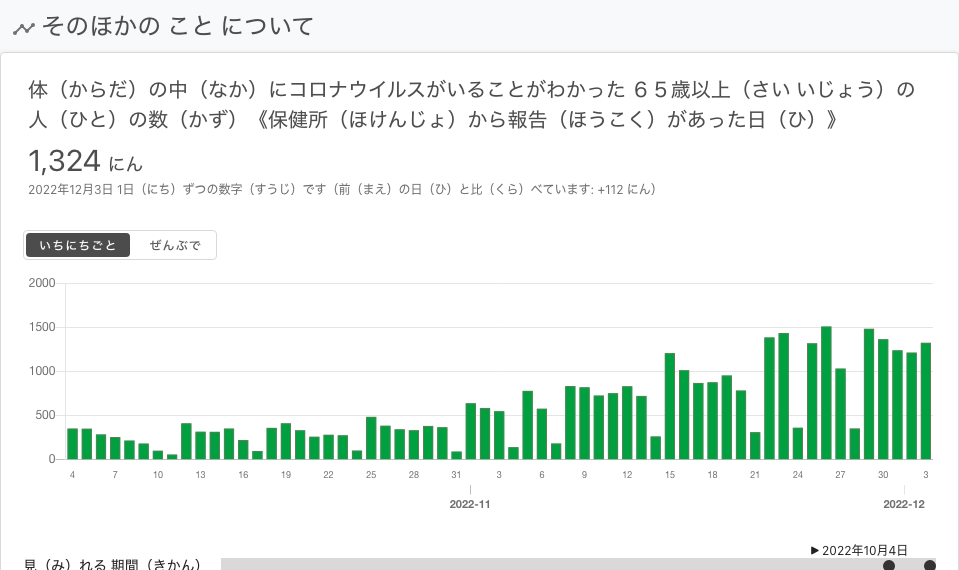 そのほかの こと について
体（からだ）の中（なか）にコロナウイルスがいることがわかった ６５歳以上（さい いじょう）の
人（ひと）の数（かず）《保健所（ほけんじょ）から報告（ほうこく）があった日（ひ）》
1,324 にん
2022年12月3日 1日（にち）ずつの数字（すうじ）です（前（まえ）の日（ひ）と比（くら）べています: +112 にん）
いちにちごと ぜんぶで
2000
1500
1000
500
0
4 7 10 13 16 19 22 25 28 31 3 6 9 12 15 18 21 24 27 30 3
2022-11 2022-12
▶2022年10月4日
見（み）れる 期間（きかん）